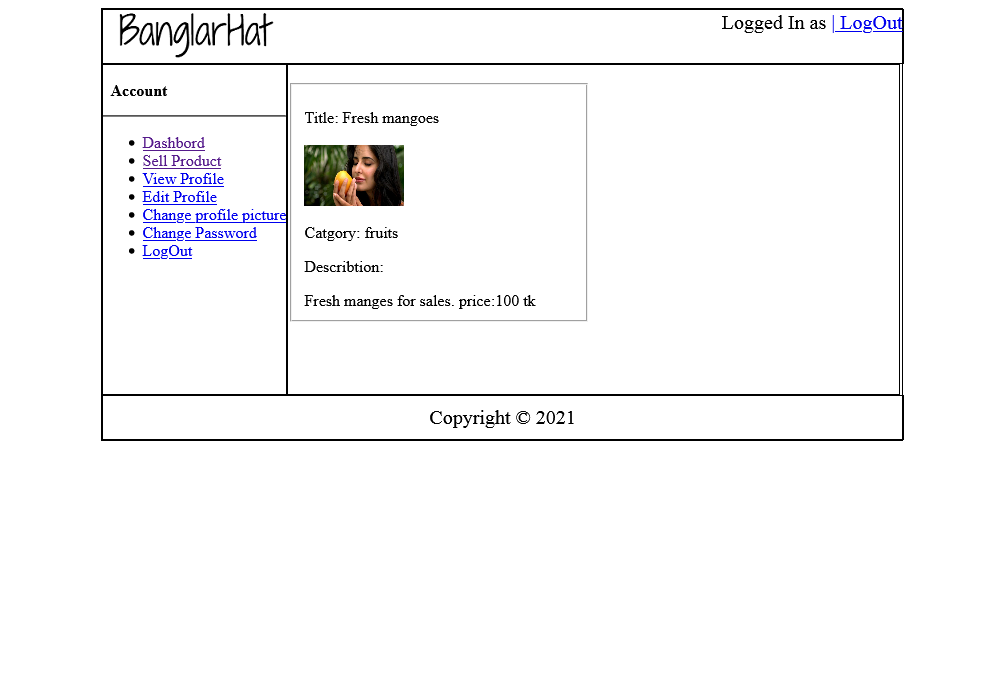 BanglarHat
Logged In as | LogOut
Account
Dashbord
Sell Product
View Profile
Edit Profile
Change profile picture
Change Password
LogOut
Title: Fresh mangoes
Catgory: fruits
Describtion:
Fresh manges for sales. price:100 tk
Copyright © 2021